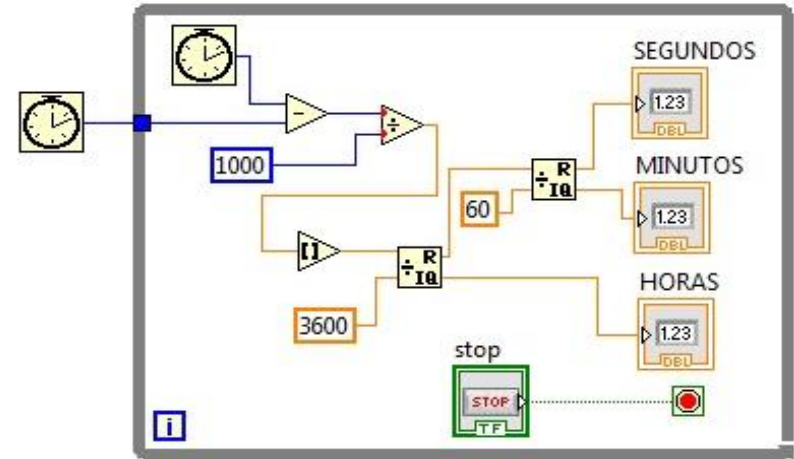 SEGUNDOS
1.23
DBL
1000
R
IQ
MINUTOS
60
1.23
DBL
[ ]
R
IQ
HORAS
3600
1.23
DBL
stop
STOP
TF
i